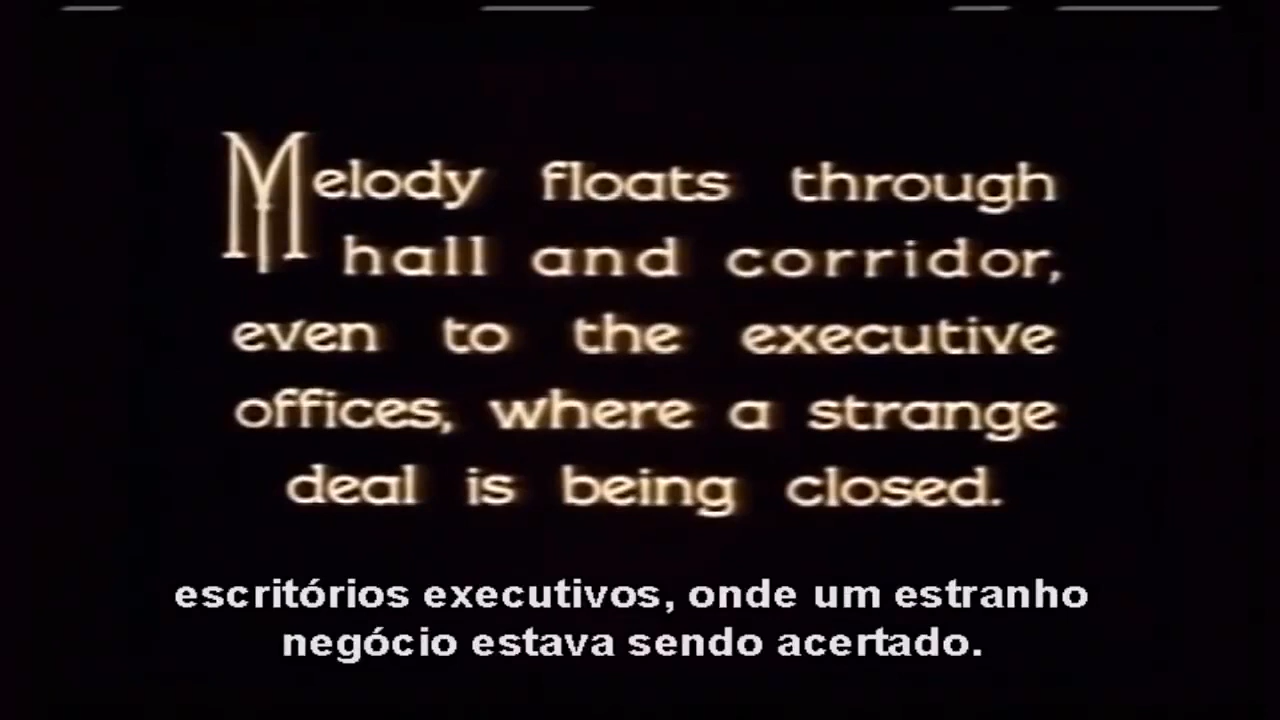 Melody floats through
hall and corridor,
even to the executive
offices, where a strange
deal is being closed.
escritórios executivos, onde um estranho
negócio estava sendo acertado.